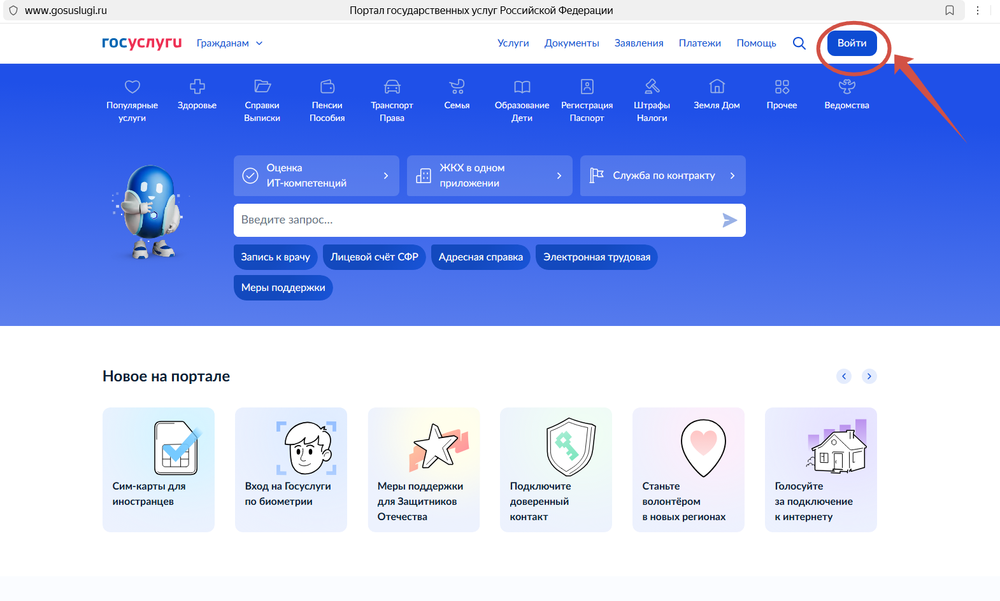 www.gosuslugi.ru
Портал государственных услуг Российской Федерации
госуслуги
Гражданам
Услуги
Документы
Заявления
Платежи
Помощь
Войти
Популярные
услуги
Здоровье
Справки
Выписки
Пенсии
Пособия
Транспорт
Права
Семья
Образование
Дети
Регистрация
Паспорт
Штрафы
Налоги
Земля Дом
Прочее
Ведомства
Оценка
ИТ-компетенций
ЖКХ в одном
приложении
Служба по контракту
Введите запрос...
Запись к врачу
Лицевой счёт СФР
Адресная справка
Электронная трудовая
Меры поддержки
Новое на портале
Сим-карты для
иностранцев
Вход на Госуслуги
по биометрии
Меры поддержки
для Защитников
Отечества
Подключите
доверенный
контакт
Станьте
волонтёром
в новых регионах
Голосуйте
за подключение
к интернету